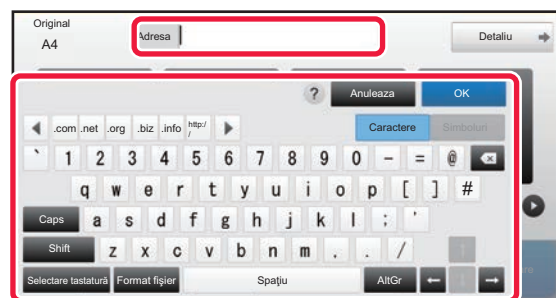 Original
A4
Adresa
Detaliu
? Anuleaza OK
.com .net .org .biz .info http:/
/
Caractere Simboluri
` 1 2 3 4 5 6 7 8 9 0 - = @
q w e r t y u i o p [ ] #
Caps a s d f g h j k l ; '
Shift z x c v b n m , . /
Selectare tastatură Format fişier Spaţiu AltGr